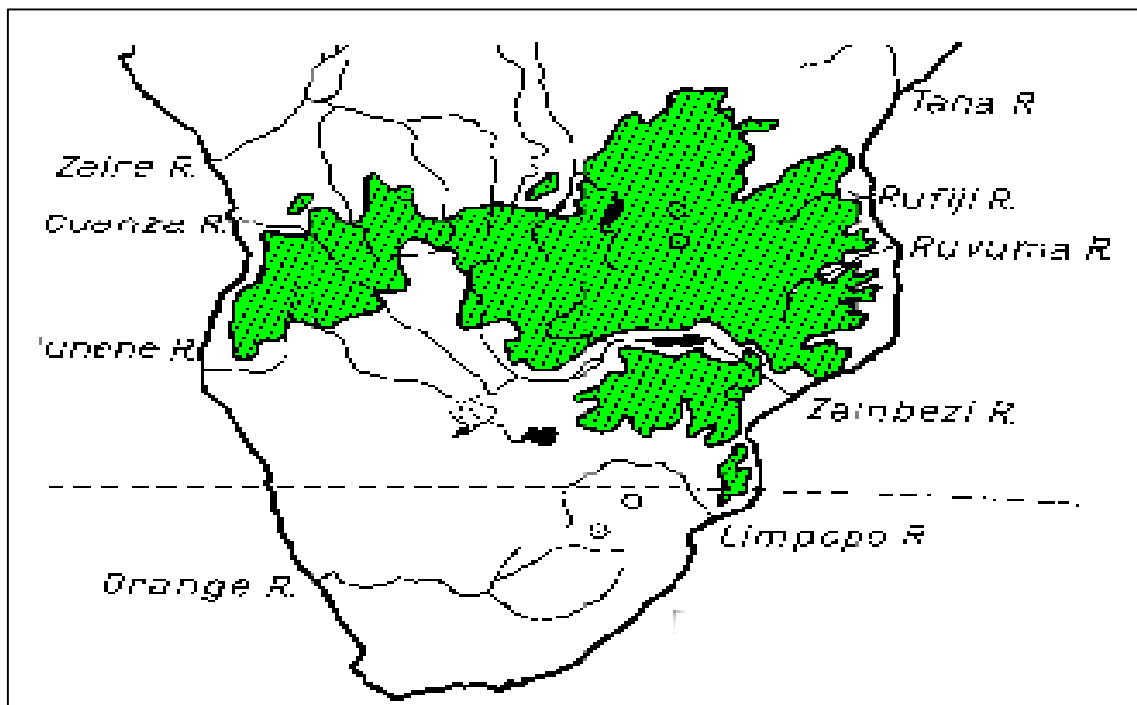 Tana R
Zaire R.
Cuanza R.
Rufiji R.
Ruvuma R
unene R.
Zambezi R.
Limpopo R
Orange R.